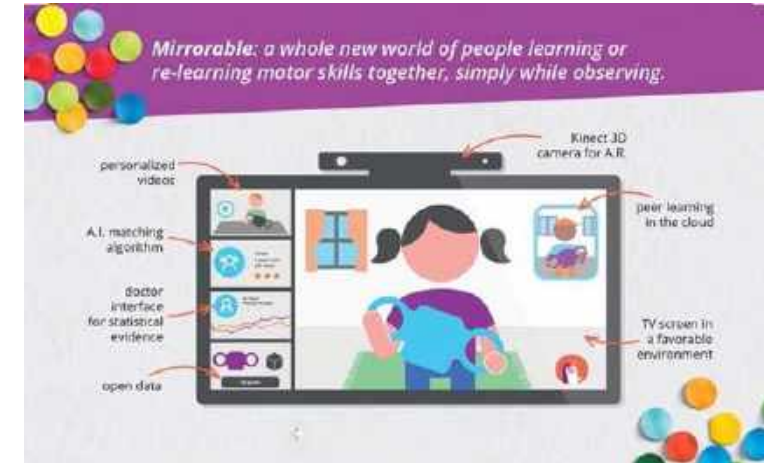 Mirrorable: a whole new world of people learning or
re-learning motor skills together, simply while observing.
Kinect 3D
camera for A.R.
personalized
videos
peer learning
in the cloud
A.I. matching
algorithm
doctor
interface
for statistical
evidence
TV screen in
a favorable
environment
open data